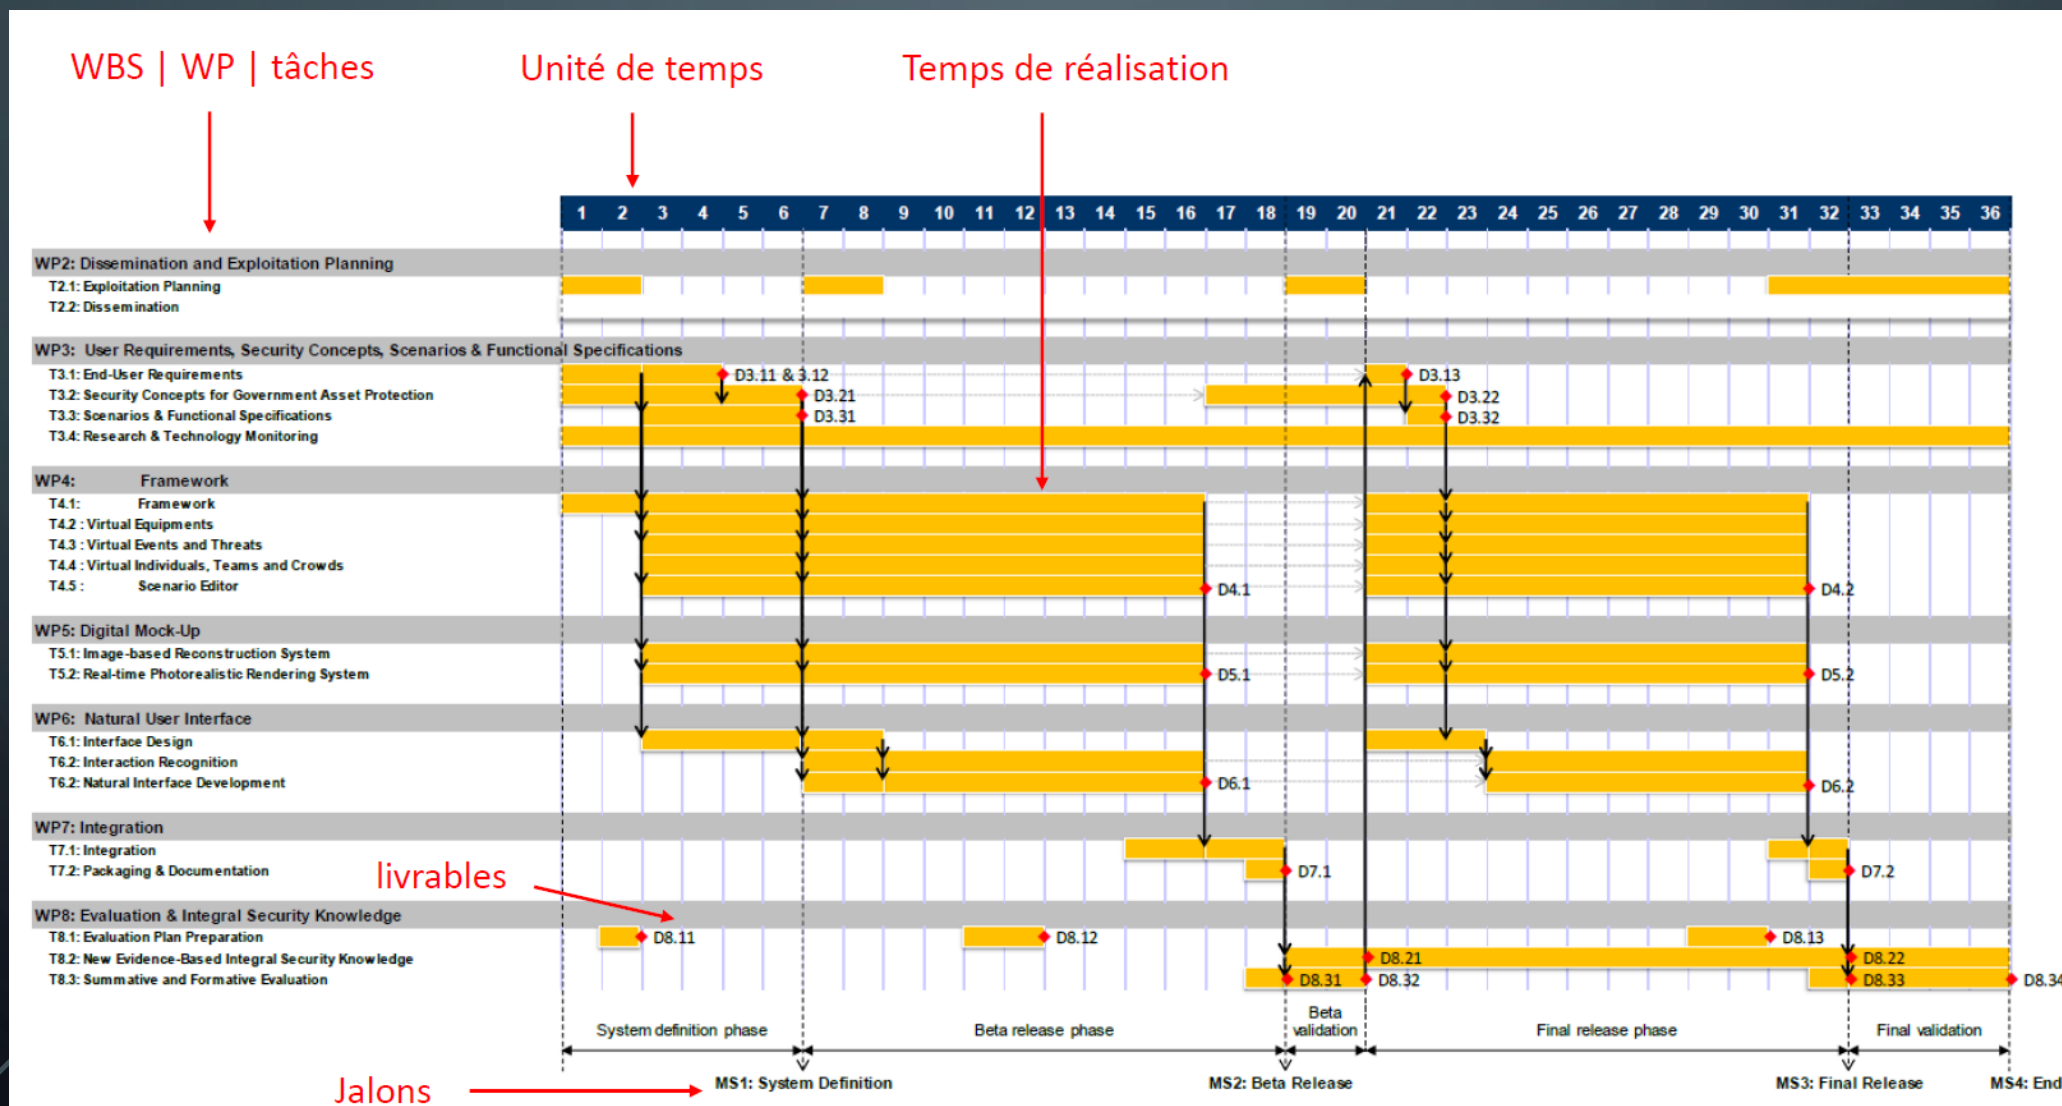 WBS | WP | tâches
Unité de temps
Temps de réalisation
1 2 3 4 5 6 7 8 9 10 11 12 13 14 15 16 17 18 19 20 21 22 23 24 25 26 27 28 29 30 31 32 33 34 35 36
WP2: Dissemination and Exploitation Planning
T2.1: Exploitation Planning
T2.2: Dissemination
WP3: User Requirements, Security Concepts, Scenarios & Functional Specifications
T3.1: End-User Requirements D3.11 & 3.12 D3.13
T3.2: Security Concepts for Government Asset Protection D3.21 D3.22
T3.3: Scenarios & Functional Specifications D3.31 D3.32
T3.4: Research & Technology Monitoring
WP4: Framework
T4.1: Framework
T4.2 : Virtual Equipments
T4.3 : Virtual Events and Threats
T4.4 : Virtual Individuals, Teams and Crowds
T4.5 : Scenario Editor D4.1 D4.2
WP5: Digital Mock-Up
T5.1: Image-based Reconstruction System
T5.2: Real-time Photorealistic Rendering System D5.1 D5.2
WP6: Natural User Interface
T6.1: Interface Design
T6.2: Interaction Recognition
T6.2: Natural Interface Development D6.1 D6.2
WP7: Integration
T7.1: Integration
T7.2: Packaging & Documentation D7.1 D7.2
livrables
WP8: Evaluation & Integral Security Knowledge
T8.1: Evaluation Plan Preparation D8.11 D8.12 D8.13
T8.2: New Evidence-Based Integral Security Knowledge D8.21 D8.22
T8.3: Summative and Formative Evaluation D8.31 D8.32 D8.33 D8.34
System definition phase
Beta release phase
Beta
validation
Final release phase
Final validation
Jalons
MS1: System Definition
MS2: Beta Release
MS3: Final Release
MS4: End